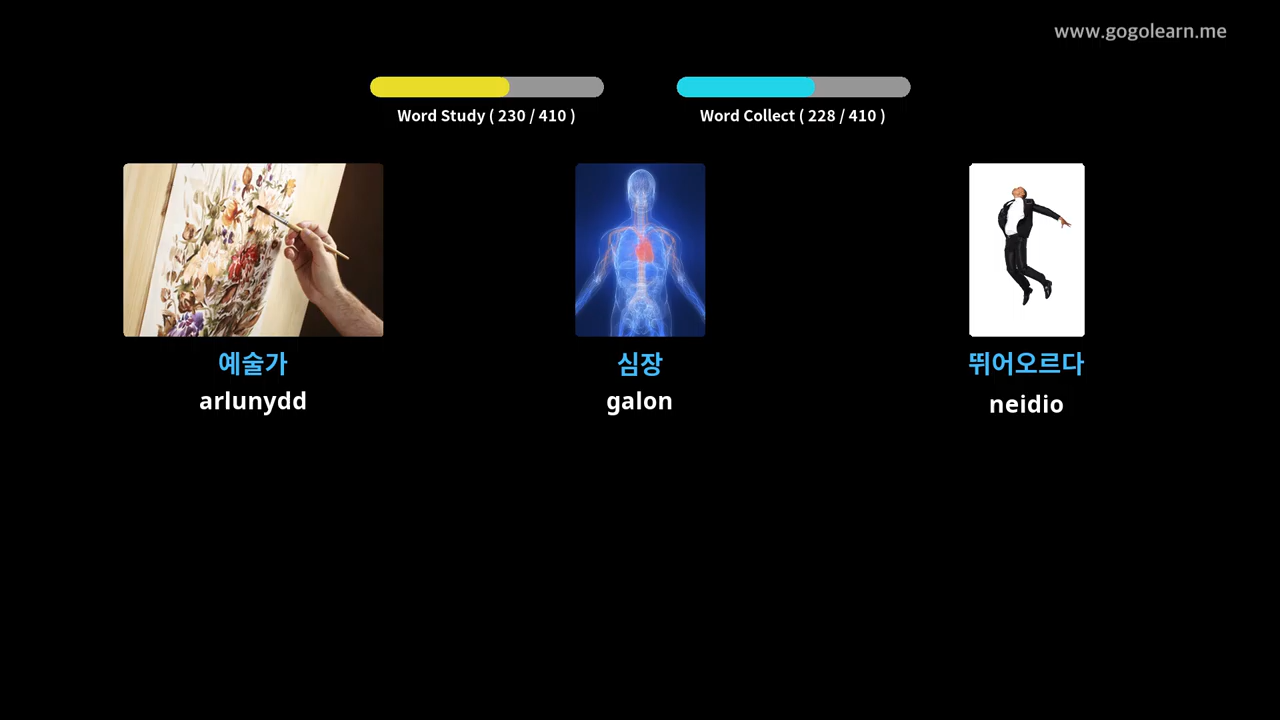 www.gogolearn.me
Word Study ( 230 / 410 )
Word Collect ( 228 / 410 )
예술가
심장
뛰어오르다
arlunydd
galon
neidio